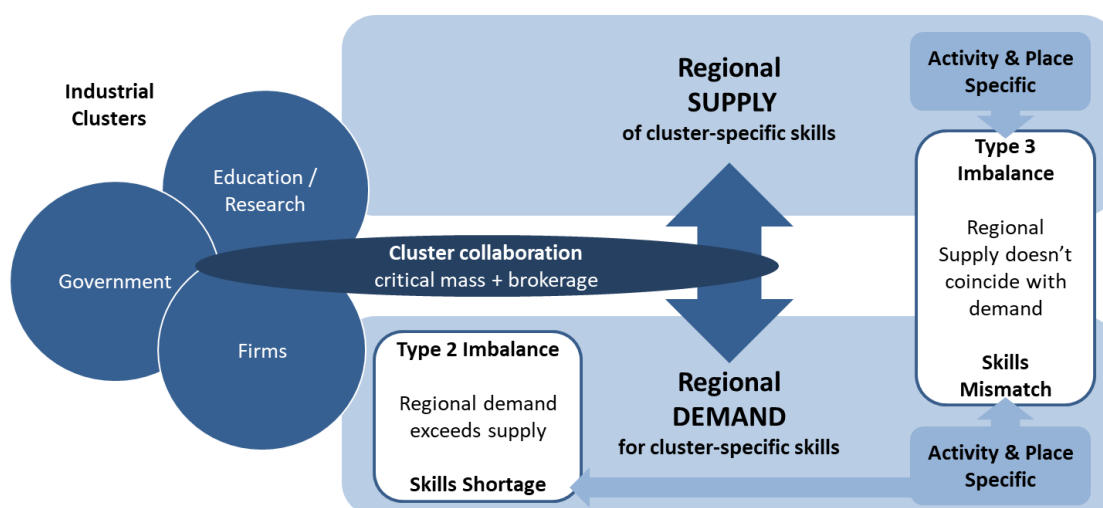 Industrial
Clusters
Education /
Research
Government
Firms
Cluster collaboration
critical mass + brokerage
Regional
SUPPLY
of cluster-specific skills
Regional
DEMAND
for cluster-specific skills
Type 2 Imbalance
Regional demand
exceeds supply
Skills Shortage
Activity & Place
Specific
Type 3
Imbalance
Regional
Supply doesn’t
coincide with
demand
Skills
Mismatch
Activity & Place
Specific